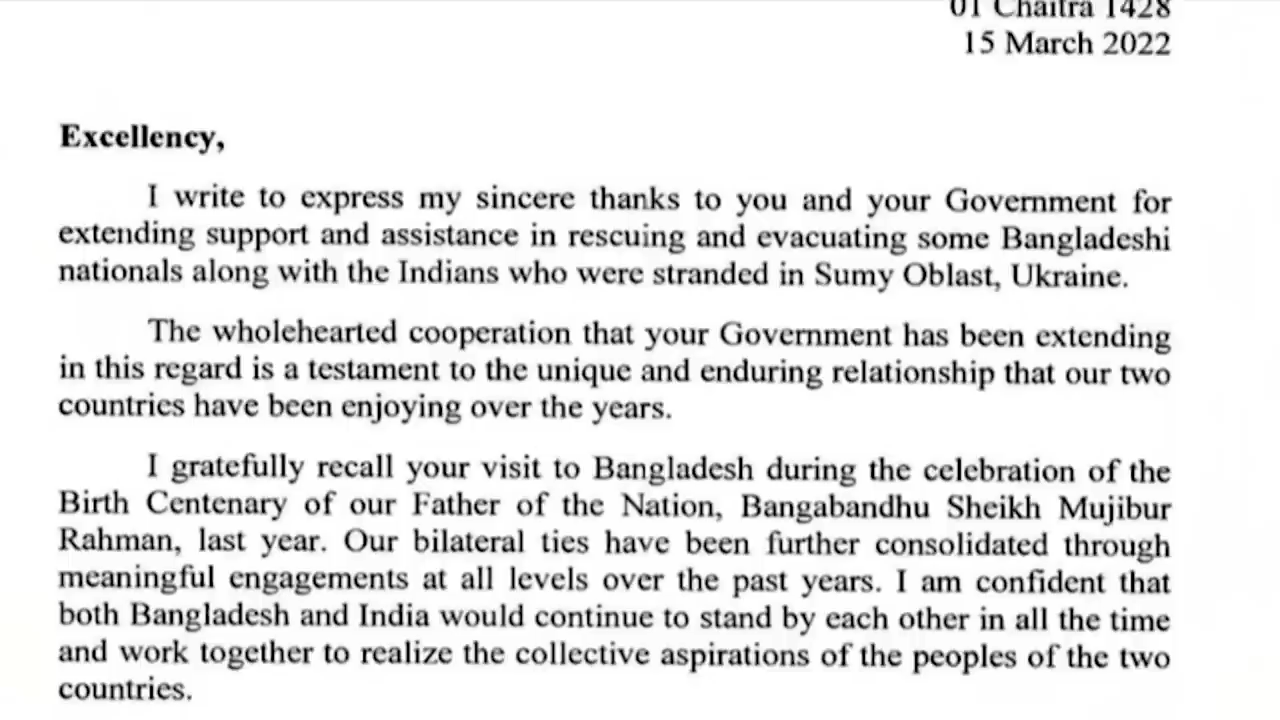 01 Chaitra 1428
15 March 2022
Excellency,
I write to express my sincere thanks to you and your Government for
extending support and assistance in rescuing and evacuating some Bangladeshi
nationals along with the Indians who were stranded in Sumy Oblast, Ukraine.
The wholehearted cooperation that your Government has been extending
in this regard is a testament to the unique and enduring relationship that our two
countries have been enjoying over the years.
I gratefully recall your visit to Bangladesh during the celebration of the
Birth Centenary of our Father of the Nation, Bangabandhu Sheikh Mujibur
Rahman, last year. Our bilateral ties have been further consolidated through
meaningful engagements at all levels over the past years. I am confident that
both Bangladesh and India would continue to stand by each other in all the time
and work together to realize the collective aspirations of the peoples of the two
countries.